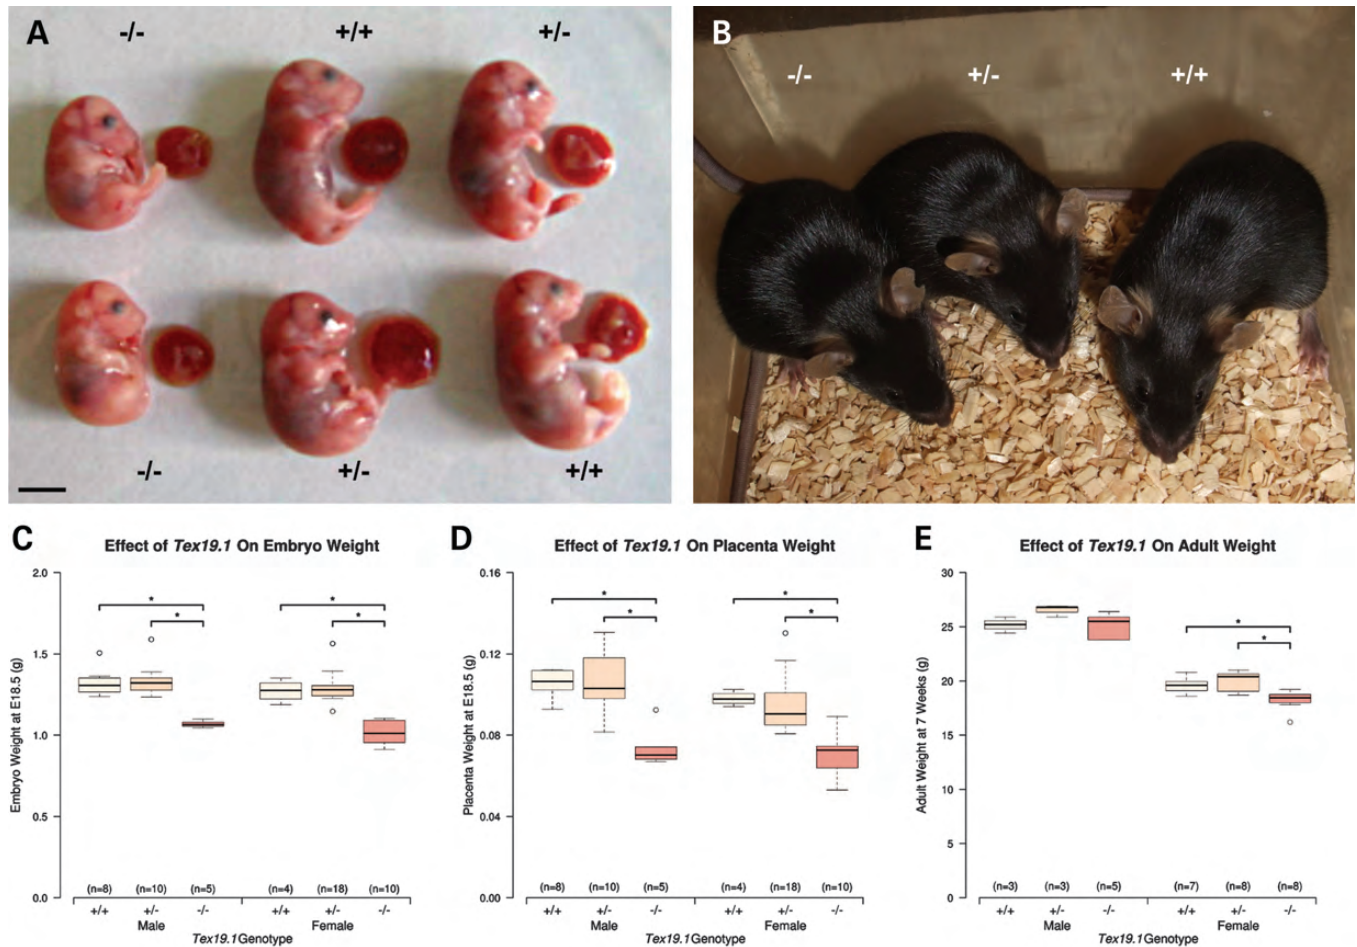 A
-/-
+/+
+/-
-/-
+/-
+/+
B
-/-
+/-
+/+
C
Effect of Tex19.1 On Embryo Weight
Embryo Weight at E18.5 (g)
2.0
1.5
1.0
0.5
0.0
*
*
*
*
(n=8) (n=10) (n=5) (n=4) (n=18) (n=10)
+/+ +/- -/- +/+ +/- -/-
Male Female
Tex19.1 Genotype
D
Effect of Tex19.1 On Placenta Weight
Placenta Weight at E18.5 (g)
0.16
0.12
0.08
0.04
0.00
*
*
*
*
(n=8) (n=10) (n=5) (n=4) (n=18) (n=10)
+/+ +/- -/- +/+ +/- -/-
Male Female
Tex19.1 Genotype
E
Effect of Tex19.1 On Adult Weight
Adult Weight at 7 Weeks (g)
30
25
20
15
10
5
0
*
*
(n=3) (n=3) (n=5) (n=7) (n=8) (n=8)
+/+ +/- -/- +/+ +/- -/-
Male Female
Tex19.1 Genotype